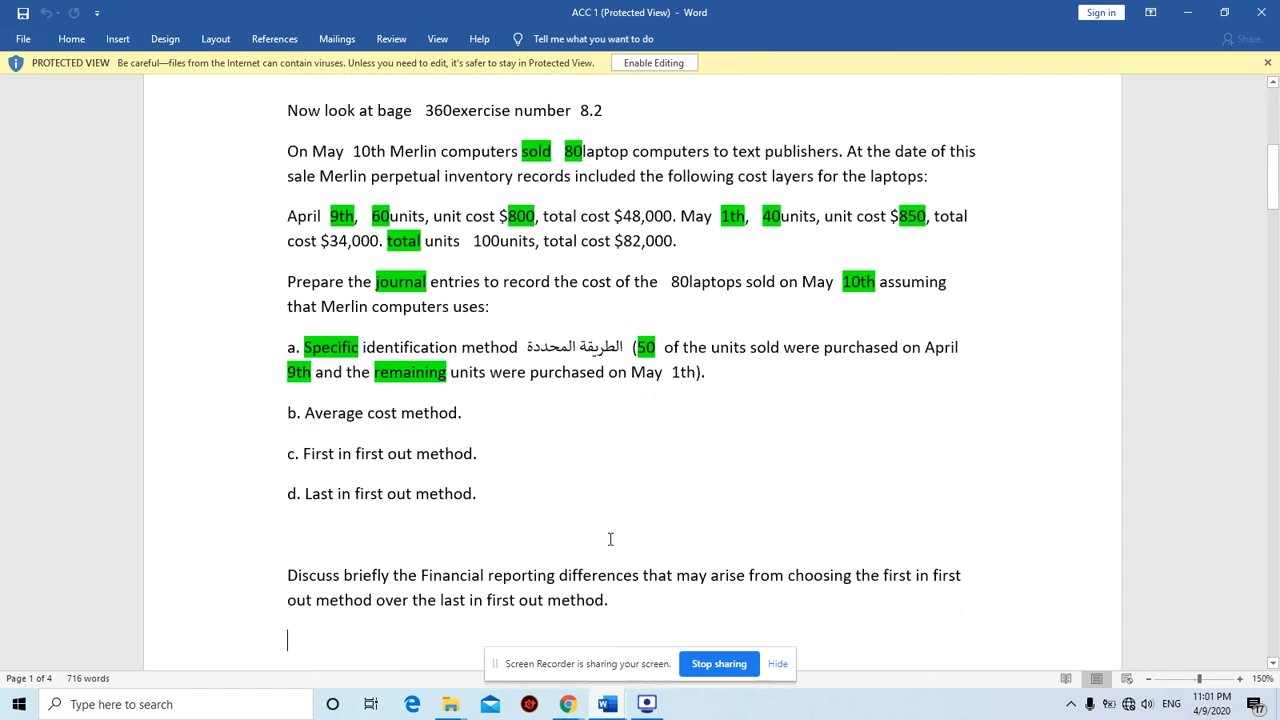 ACC 1 (Protected View) - Word
Sign in
File Home Insert Design Layout References Mailings Review View Help Tell me what you want to do Share
PROTECTED VIEW Be careful—files from the Internet can contain viruses. Unless you need to edit, it's safer to stay in Protected View. Enable Editing
Now look at bage 360exercise number 8.2
On May 10th Merlin computers sold 80laptop computers to text publishers. At the date of this
sale Merlin perpetual inventory records included the following cost layers for the laptops:
April 9th, 60units, unit cost $800, total cost $48,000. May 1th, 40units, unit cost $850, total
cost $34,000. total units 100units, total cost $82,000.
Prepare the journal entries to record the cost of the 80laptops sold on May 10th assuming
that Merlin computers uses:
a. Specific identification method الطريقة المحددة (50 of the units sold were purchased on April
9th and the remaining units were purchased on May 1th).
b. Average cost method.
c. First in first out method.
d. Last in first out method.
Discuss briefly the Financial reporting differences that may arise from choosing the first in first
out method over the last in first out method.
Screen Recorder is sharing your screen. Stop sharing Hide
Page 1 of 4 716 words
150%
Type here to search
ENG
11:01 PM
4/9/2020
17